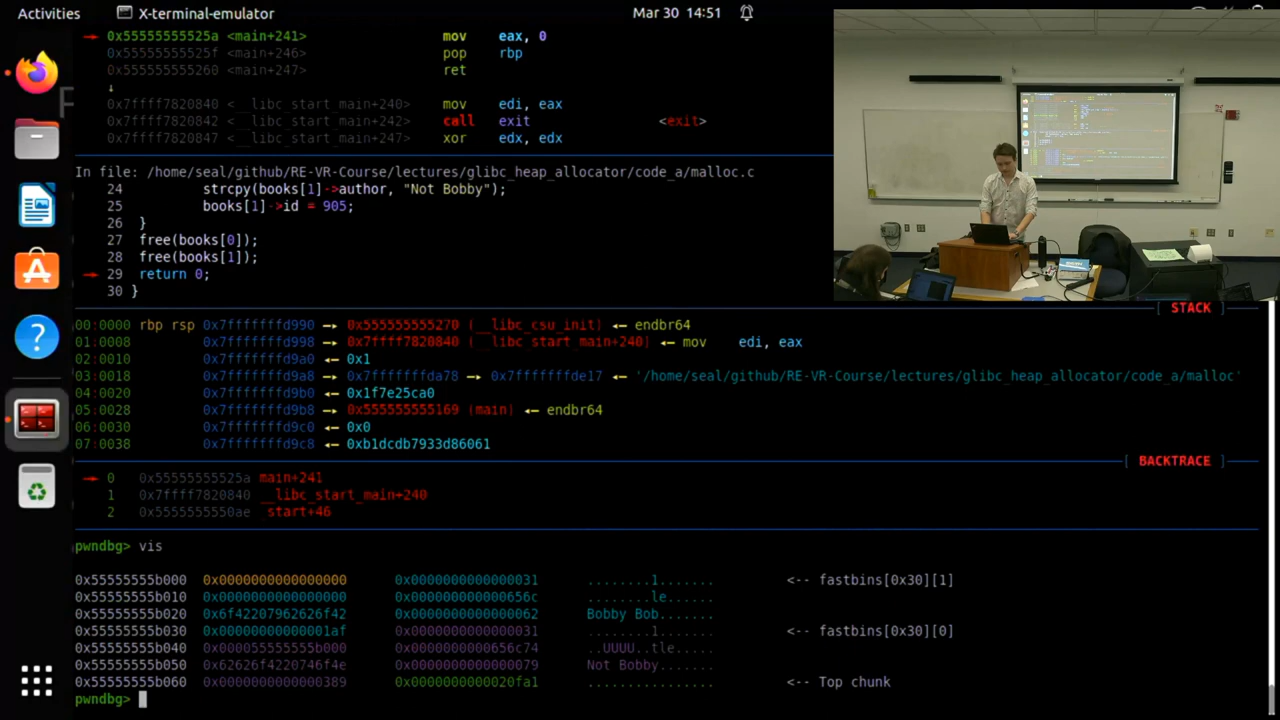 Activities X-terminal-emulator Mar 30 14:51
→ 0x55555555525a <main+241> mov eax, 0
0x55555555525f <main+246> pop rbp
0x555555555260 <main+247> ret
↓
0x7ffff7820840 <__libc_start_main+240> mov edi, eax
0x7ffff7820842 <__libc_start_main+242> call exit <exit>
0x7ffff7820847 <__libc_start_main+247> xor edx, edx
In file: /home/seal/github/RE-VR-Course/lectures/glibc_heap_allocator/code_a/malloc.c
24 strcpy(books[1]->author, "Not Bobby");
25 books[1]->id = 905;
26 }
27 free(books[0]);
28 free(books[1]);
→ 29 return 0;
30 }
[ STACK ]
00:0000 rbp rsp 0x7fffffffd990 → 0x555555555270 (__libc_csu_init) ← endbr64
01:0008 0x7fffffffd998 → 0x7ffff7820840 (__libc_start_main+240) ← mov edi, eax
02:0010 0x7fffffffd9a0 ← 0x1
03:0018 0x7fffffffd9a8 → 0x7fffffffda78 → 0x7fffffffde17 ← '/home/seal/github/RE-VR-Course/lectures/glibc_heap_allocator/code_a/malloc'
04:0020 0x7fffffffd9b0 ← 0x1f7e25ca0
05:0028 0x7fffffffd9b8 → 0x555555555169 (main) ← endbr64
06:0030 0x7fffffffd9c0 ← 0x0
07:0038 0x7fffffffd9c8 ← 0xb1dcdb7933d86061
[ BACKTRACE ]
→ 0 0x55555555525a main+241
1 0x7ffff7820840 __libc_start_main+240
2 0x5555555550ae _start+46
pwndbg> vis
0x55555555b000 0x0000000000000000 0x0000000000000031 ........1....... <-- fastbins[0x30][1]
0x55555555b010 0x0000000000000000 0x000000000000656c ........le......
0x55555555b020 0x6f42207962626f42 0x0000000000000062 Bobby Bob.......
0x55555555b030 0x00000000000001af 0x0000000000000031 ........1....... <-- fastbins[0x30][0]
0x55555555b040 0x000055555555b000 0x0000000000656c74 ..UUUU..tle.....
0x55555555b050 0x62626f4220746f4e 0x0000000000000079 Not Bobby.......
0x55555555b060 0x0000000000000389 0x0000000000020fa1 ................ <-- Top chunk
pwndbg>